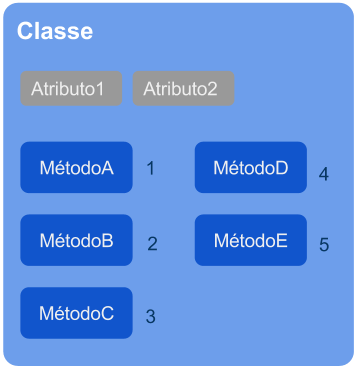 Classe
Atributo1 Atributo2
MétodoA 1 MétodoD 4
MétodoB 2 MétodoE 5
MétodoC 3